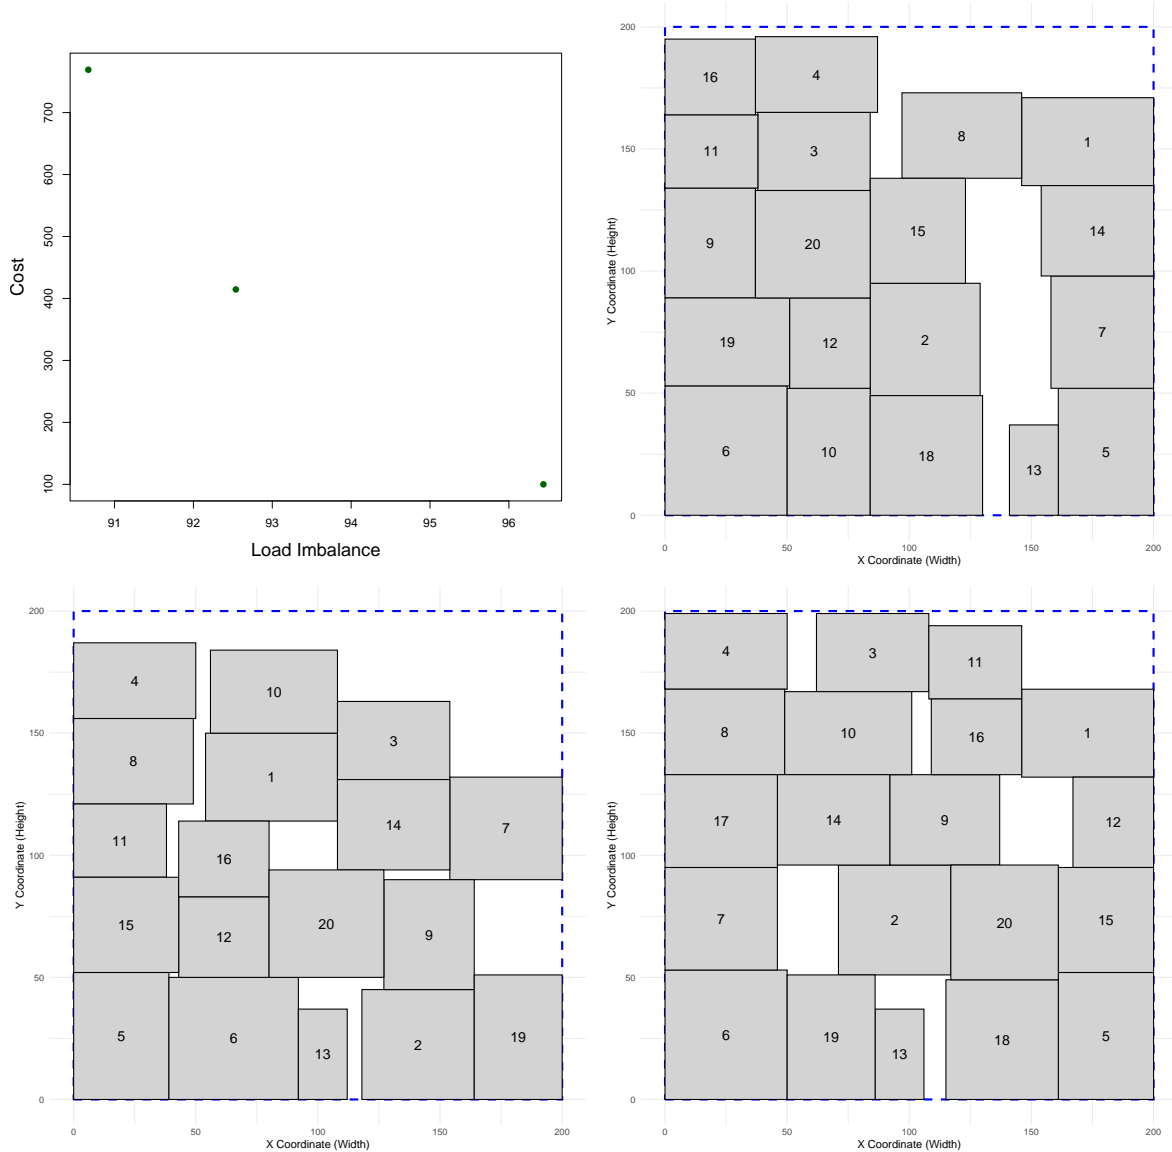 700
600
500
400
300
200
100
Cost
91 92 93 94 95 96
Load Imbalance
200
150
100
50
0
Y Coordinate (Height)
16 4
8 1
11 3
15 14
9 20
19 12 2 7
6 10 18 13 5
0 50 100 150 200
X Coordinate (Width)
200
150
100
50
0
Y Coordinate (Height)
4 10
8 1 3
11 16 14 7
15 12 20 9
5 6 13 2 19
0 50 100 150 200
X Coordinate (Width)
200
150
100
50
0
Y Coordinate (Height)
4 3 11
8 10 16 1
17 14 9 12
7 2 20 15
6 19 13 18 5
0 50 100 150 200
X Coordinate (Width)